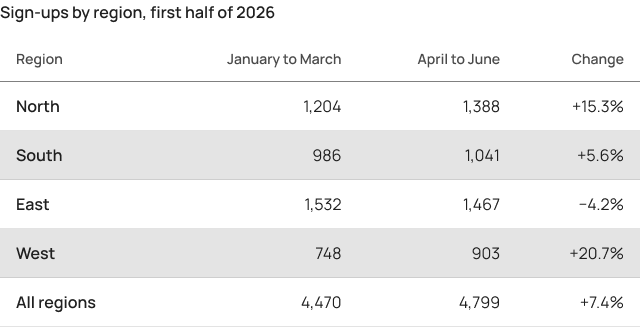 Sign-ups by region, first half of 2026
Region January to March April to June Change
North 1,204 1,388 +15.3%
South 986 1,041 +5.6%
East 1,532 1,467 −4.2%
West 748 903 +20.7%
All regions 4,470 4,799 +7.4%